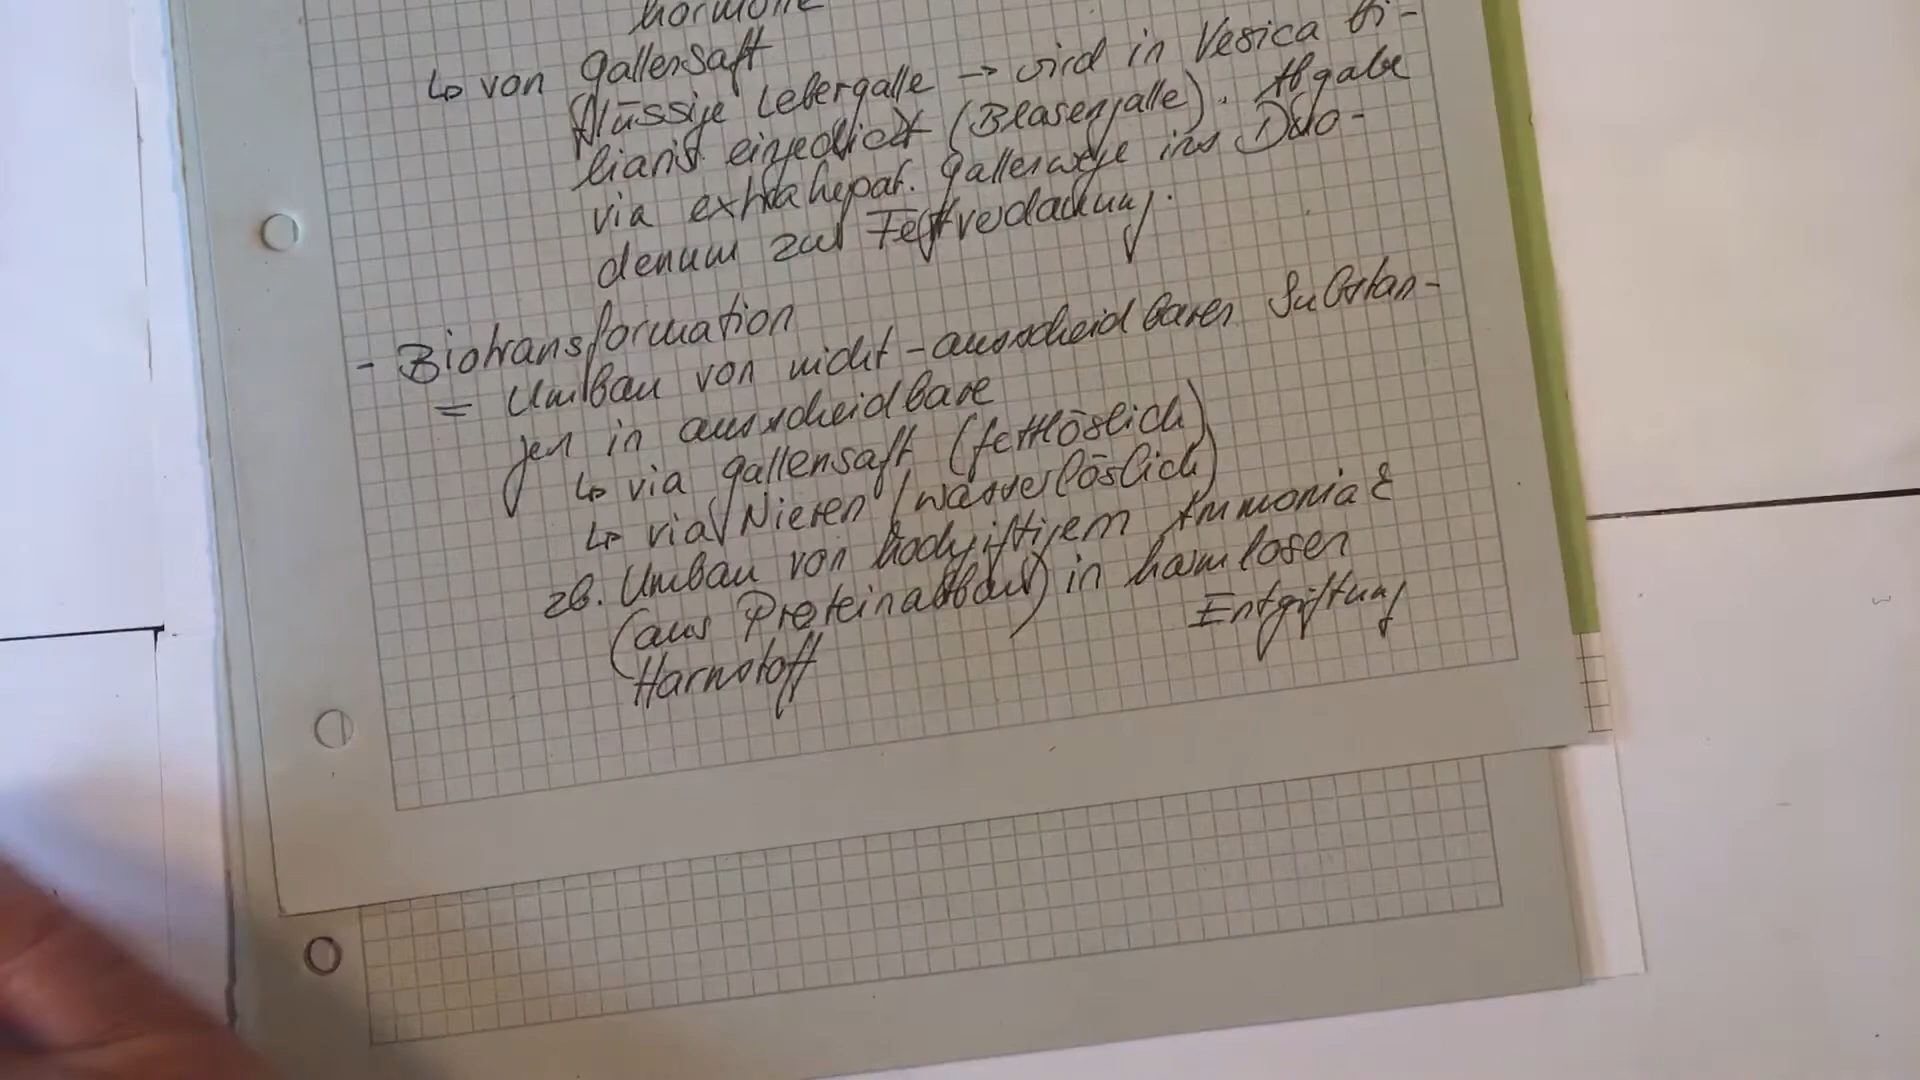 hormone
↳ von Gallensaft
flüssige Lebergalle → wird in Vesica bi-
liaris eingedickt (Blasengalle). Abgabe
via extrahepat. Gallenwege ins Duo-
denum zur Fettverdauung.
- Biotransformation
= Umbau von nicht-ausscheidbaren Substan-
zen in ausscheidbare
↳ via Gallensaft (fettlöslich)
↳ via Nieren (wasserlöslich)
zB. Umbau von hochgiftigem Ammoniak
(aus Proteinabbau) in harmlosen
Harnstoff
Entgiftung